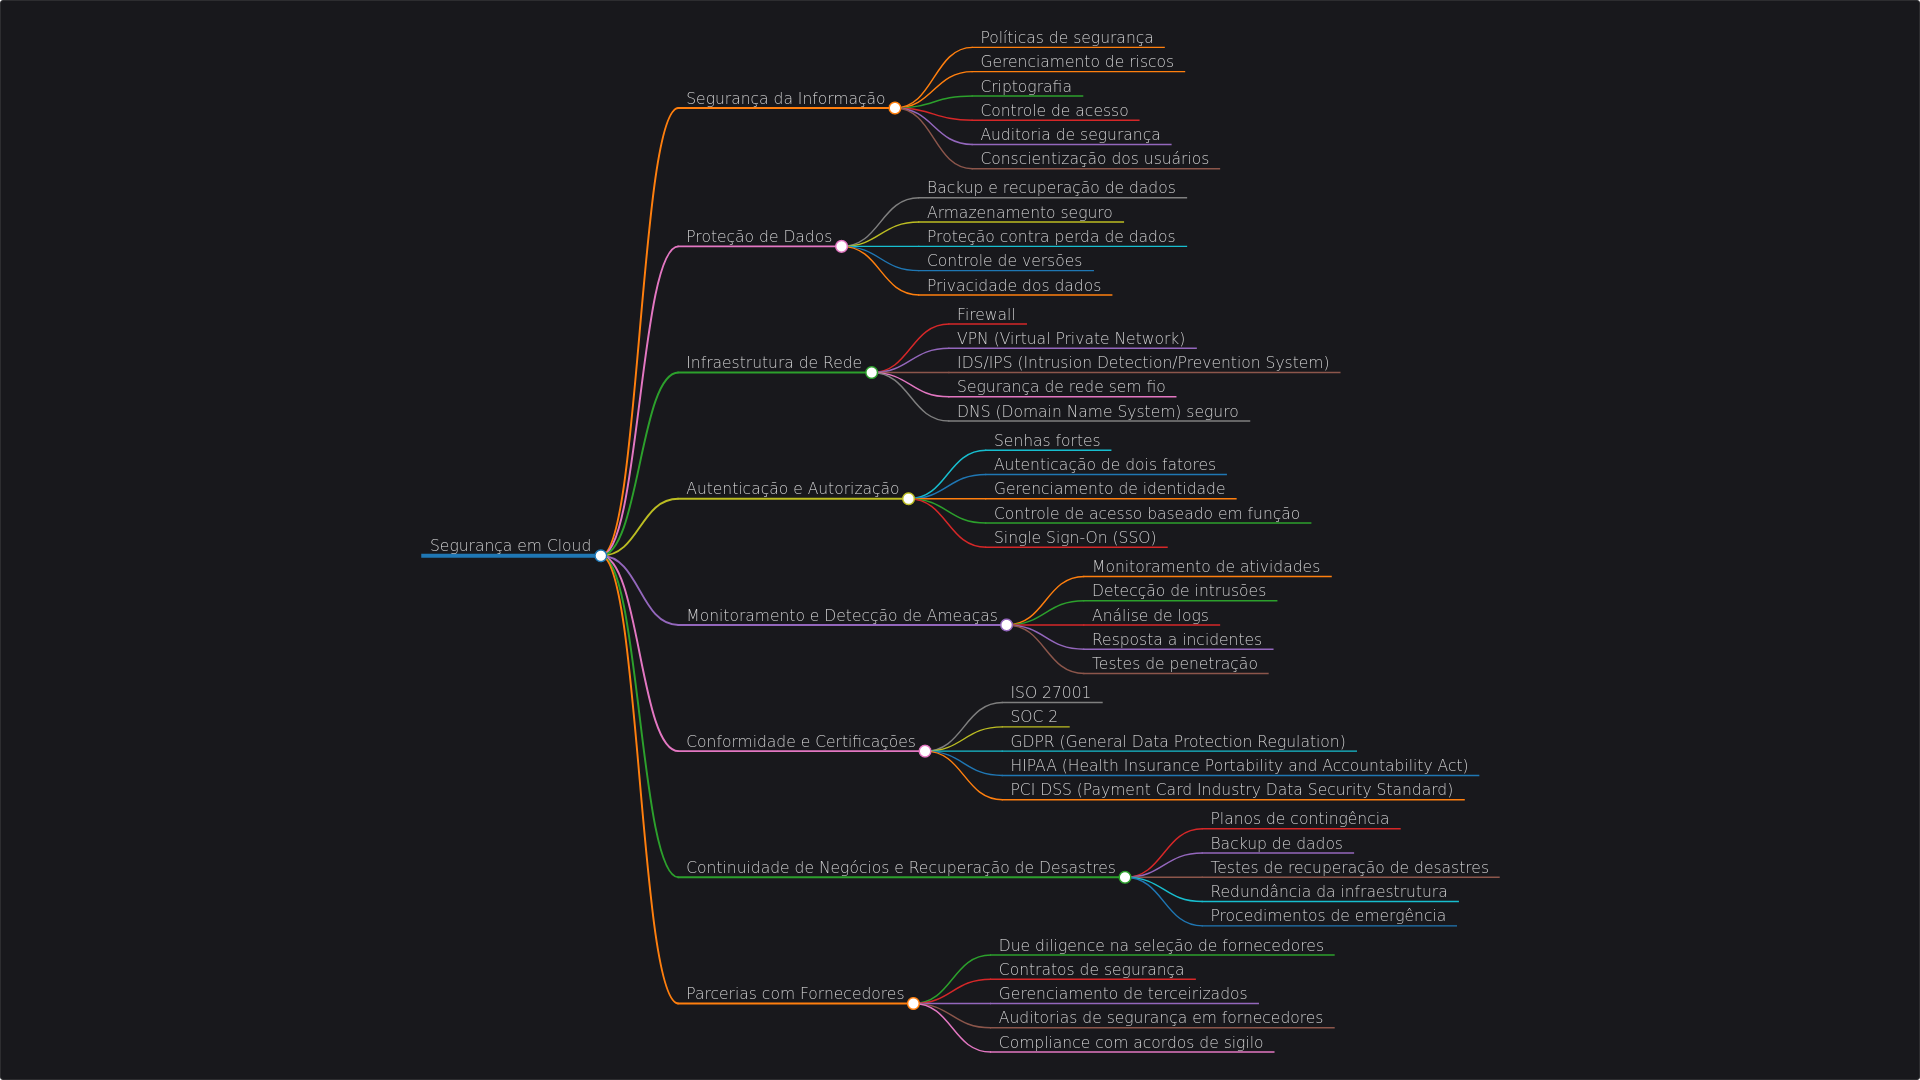 Segurança em Cloud
Segurança da Informação
Políticas de segurança
Gerenciamento de riscos
Criptografia
Controle de acesso
Auditoria de segurança
Conscientização dos usuários
Proteção de Dados
Backup e recuperação de dados
Armazenamento seguro
Proteção contra perda de dados
Controle de versões
Privacidade dos dados
Infraestrutura de Rede
Firewall
VPN (Virtual Private Network)
IDS/IPS (Intrusion Detection/Prevention System)
Segurança de rede sem fio
DNS (Domain Name System) seguro
Autenticação e Autorização
Senhas fortes
Autenticação de dois fatores
Gerenciamento de identidade
Controle de acesso baseado em função
Single Sign-On (SSO)
Monitoramento e Detecção de Ameaças
Monitoramento de atividades
Detecção de intrusões
Análise de logs
Resposta a incidentes
Testes de penetração
Conformidade e Certificações
ISO 27001
SOC 2
GDPR (General Data Protection Regulation)
HIPAA (Health Insurance Portability and Accountability Act)
PCI DSS (Payment Card Industry Data Security Standard)
Continuidade de Negócios e Recuperação de Desastres
Planos de contingência
Backup de dados
Testes de recuperação de desastres
Redundância da infraestrutura
Procedimentos de emergência
Parcerias com Fornecedores
Due diligence na seleção de fornecedores
Contratos de segurança
Gerenciamento de terceirizados
Auditorias de segurança em fornecedores
Compliance com acordos de sigilo